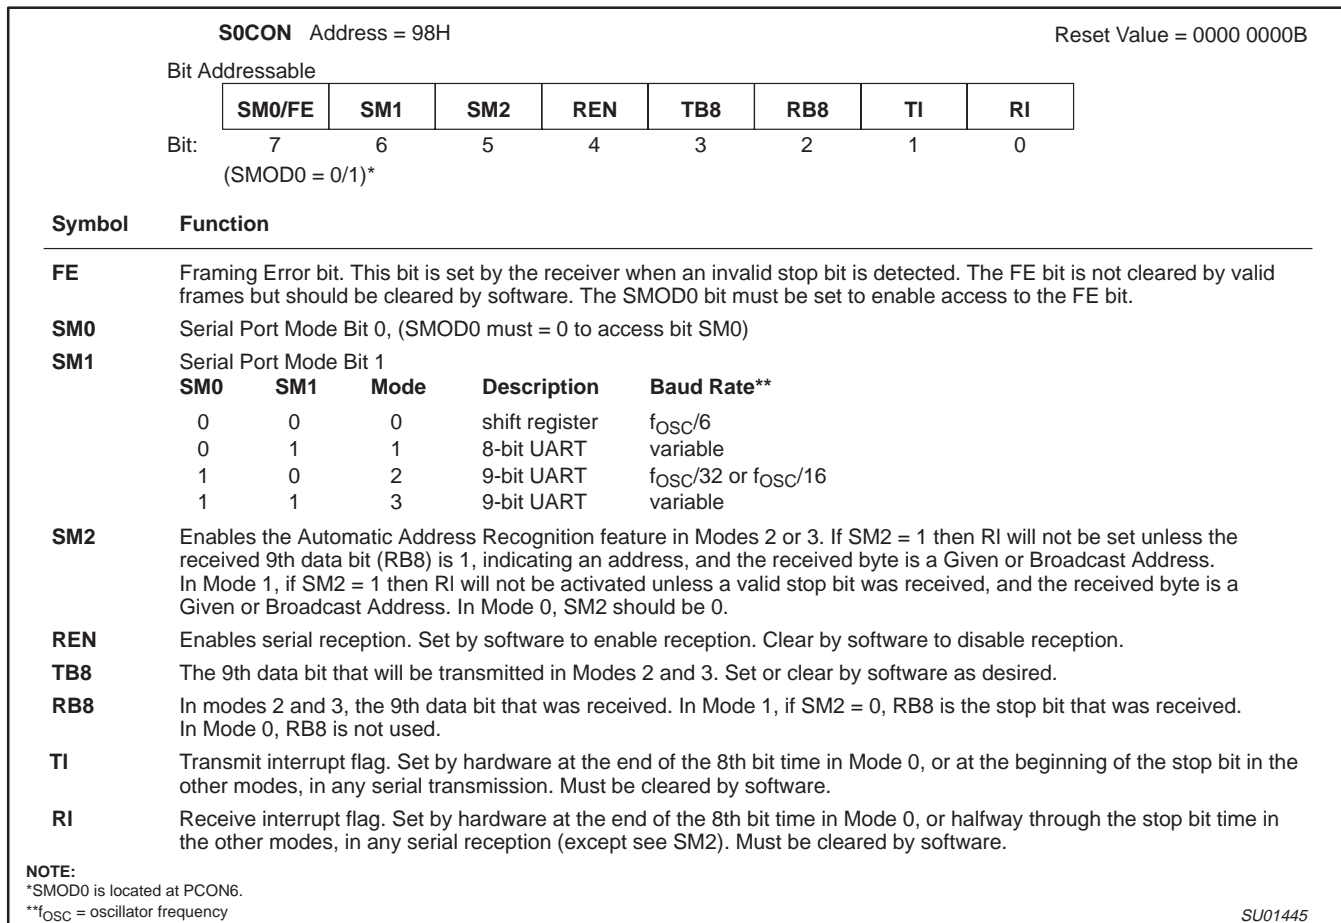 S0CON Address = 98H Reset Value = 0000 0000B
Bit Addressable
SM0/FE SM1 SM2 REN TB8 RB8 TI RI
Bit: 7 6 5 4 3 2 1 0
(SMOD0 = 0/1)*
Symbol Function
FE Framing Error bit. This bit is set by the receiver when an invalid stop bit is detected. The FE bit is not cleared by valid
frames but should be cleared by software. The SMOD0 bit must be set to enable access to the FE bit.
SM0 Serial Port Mode Bit 0, (SMOD0 must = 0 to access bit SM0)
SM1 Serial Port Mode Bit 1
SM0 SM1 Mode Description Baud Rate**
0 0 0 shift register fOSC/6
0 1 1 8-bit UART variable
1 0 2 9-bit UART fOSC/32 or fOSC/16
1 1 3 9-bit UART variable
SM2 Enables the Automatic Address Recognition feature in Modes 2 or 3. If SM2 = 1 then RI will not be set unless the
received 9th data bit (RB8) is 1, indicating an address, and the received byte is a Given or Broadcast Address.
In Mode 1, if SM2 = 1 then RI will not be activated unless a valid stop bit was received, and the received byte is a
Given or Broadcast Address. In Mode 0, SM2 should be 0.
REN Enables serial reception. Set by software to enable reception. Clear by software to disable reception.
TB8 The 9th data bit that will be transmitted in Modes 2 and 3. Set or clear by software as desired.
RB8 In modes 2 and 3, the 9th data bit that was received. In Mode 1, if SM2 = 0, RB8 is the stop bit that was received.
In Mode 0, RB8 is not used.
TI Transmit interrupt flag. Set by hardware at the end of the 8th bit time in Mode 0, or at the beginning of the stop bit in the
other modes, in any serial transmission. Must be cleared by software.
RI Receive interrupt flag. Set by hardware at the end of the 8th bit time in Mode 0, or halfway through the stop bit time in
the other modes, in any serial reception (except see SM2). Must be cleared by software.
NOTE:
*SMOD0 is located at PCON6.
**fOSC = oscillator frequency SU01445